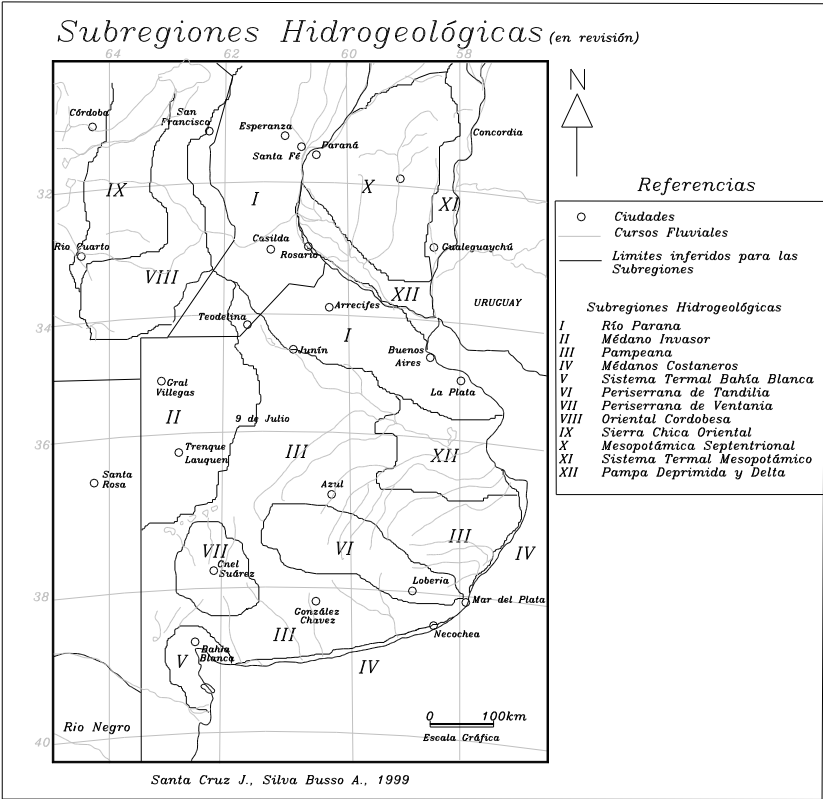 Subregiones Hidrogeológicas (en revisión)
64 62 60 58
N
Córdoba
San
Francisco
Esperanza
Santa Fé
Paraná
Concordia
32
IX
I
X
XI
Rio Cuarto
Casilda
Rosario
Gualeguaychú
VIII
XII
URUGUAY
Arrecifes
Teodelina
34
I
Junín
Buenos
Aires
La Plata
Gral
Villegas
II
9 de Julio
36
III
XII
Trenque
Lauquen
Santa
Rosa
Azul
VII
VI
III
IV
Cnel
Suárez
Loberia
38
Mar del Plata
González
Chavez
III
Necochea
V
Bahía
Blanca
IV
Rio Negro
0 100km
Escala Gráfica
40
Santa Cruz J., Silva Busso A., 1999
Referencias
Ciudades
Cursos Fluviales
Limites inferidos para las
Subregiones
Subregiones Hidrogeológicas
I Río Parana
II Médano Invasor
III Pampeana
IV Médanos Costaneros
V Sistema Termal Bahía Blanca
VI Periserrana de Tandilia
VII Periserrana de Ventania
VIII Oriental Cordobesa
IX Sierra Chica Oriental
X Mesopotámica Septentrional
XI Sistema Termal Mesopotámico
XII Pampa Deprimida y Delta